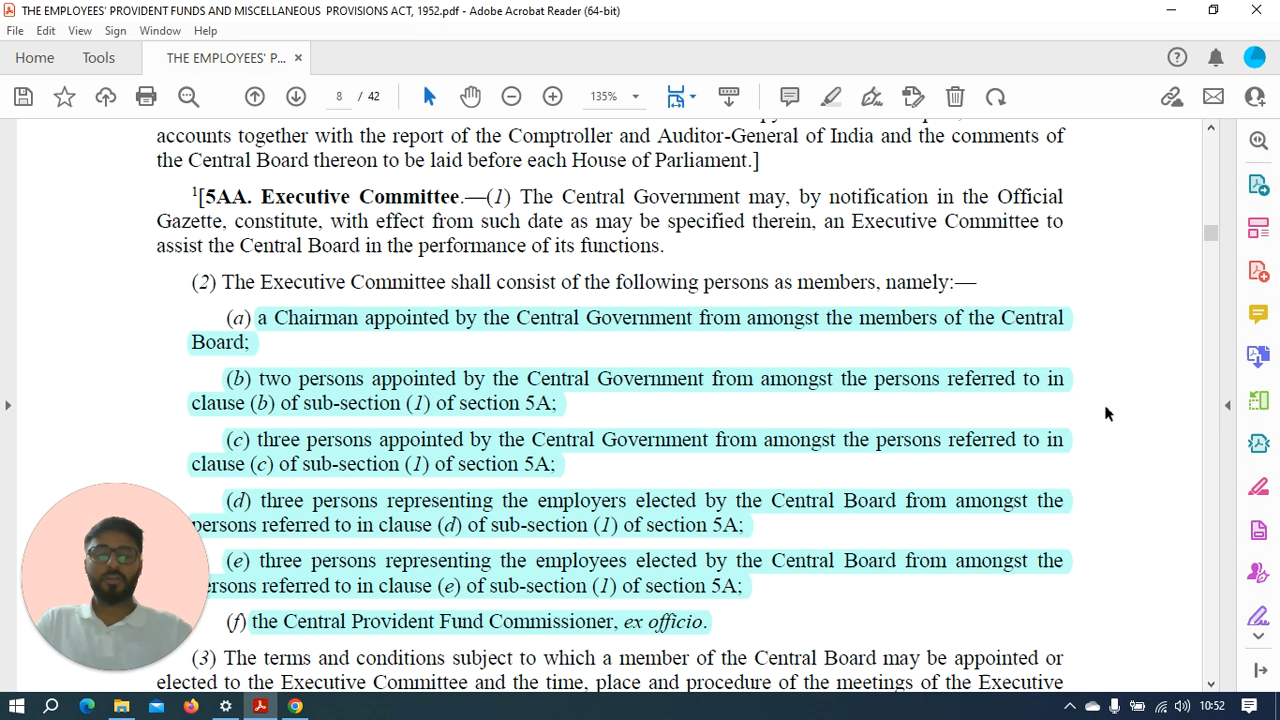 THE EMPLOYEES' PROVIDENT FUNDS AND MISCELLANEOUS  PROVISIONS ACT, 1952.pdf - Adobe Acrobat Reader (64-bit)
File Edit View Sign Window Help
Home Tools THE EMPLOYEES' P...
8 / 42 135%
accounts together with the report of the Comptroller and Auditor-General of India and the comments
of the Central Board thereon to be laid before each House of Parliament.]
1[5AA. Executive Committee.—(1) The Central Government may, by notification in the Official
Gazette, constitute, with effect from such date as may be specified therein, an Executive Committee to
assist the Central Board in the performance of its functions.
(2) The Executive Committee shall consist of the following persons as members, namely:—
(a) a Chairman appointed by the Central Government from amongst the members of the Central
Board;
(b) two persons appointed by the Central Government from amongst the persons referred to in
clause (b) of sub-section (1) of section 5A;
(c) three persons appointed by the Central Government from amongst the persons referred to in
clause (c) of sub-section (1) of section 5A;
(d) three persons representing the employers elected by the Central Board from amongst the
persons referred to in clause (d) of sub-section (1) of section 5A;
(e) three persons representing the employees elected by the Central Board from amongst the
ersons referred to in clause (e) of sub-section (1) of section 5A;
(f) the Central Provident Fund Commissioner, ex officio.
(3) The terms and conditions subject to which a member of the Central Board may be appointed or
elected to the Executive Committee and the time, place and procedure of the meetings of the Executive
10:52